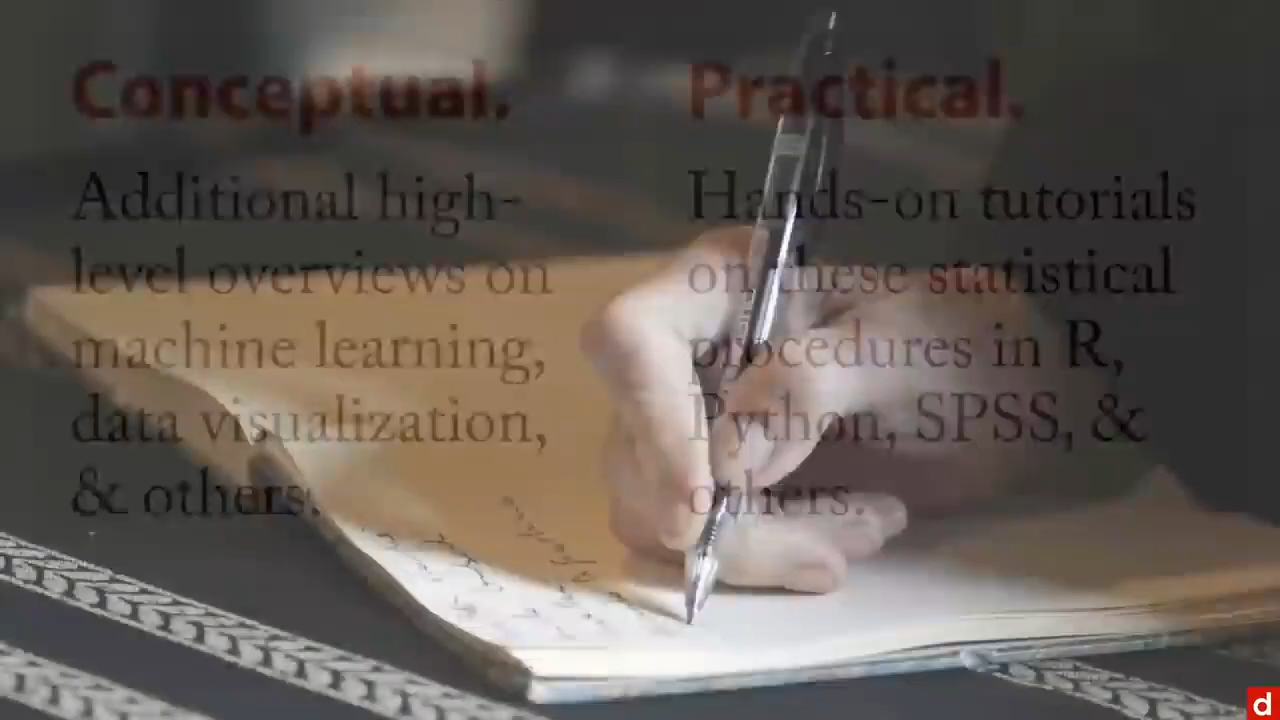 Conceptual.
Additional high-
level overviews on
machine learning,
data visualization,
& others.
Practical.
Hands-on tutorials
on these statistical
procedures in R,
Python, SPSS, &
others.
d